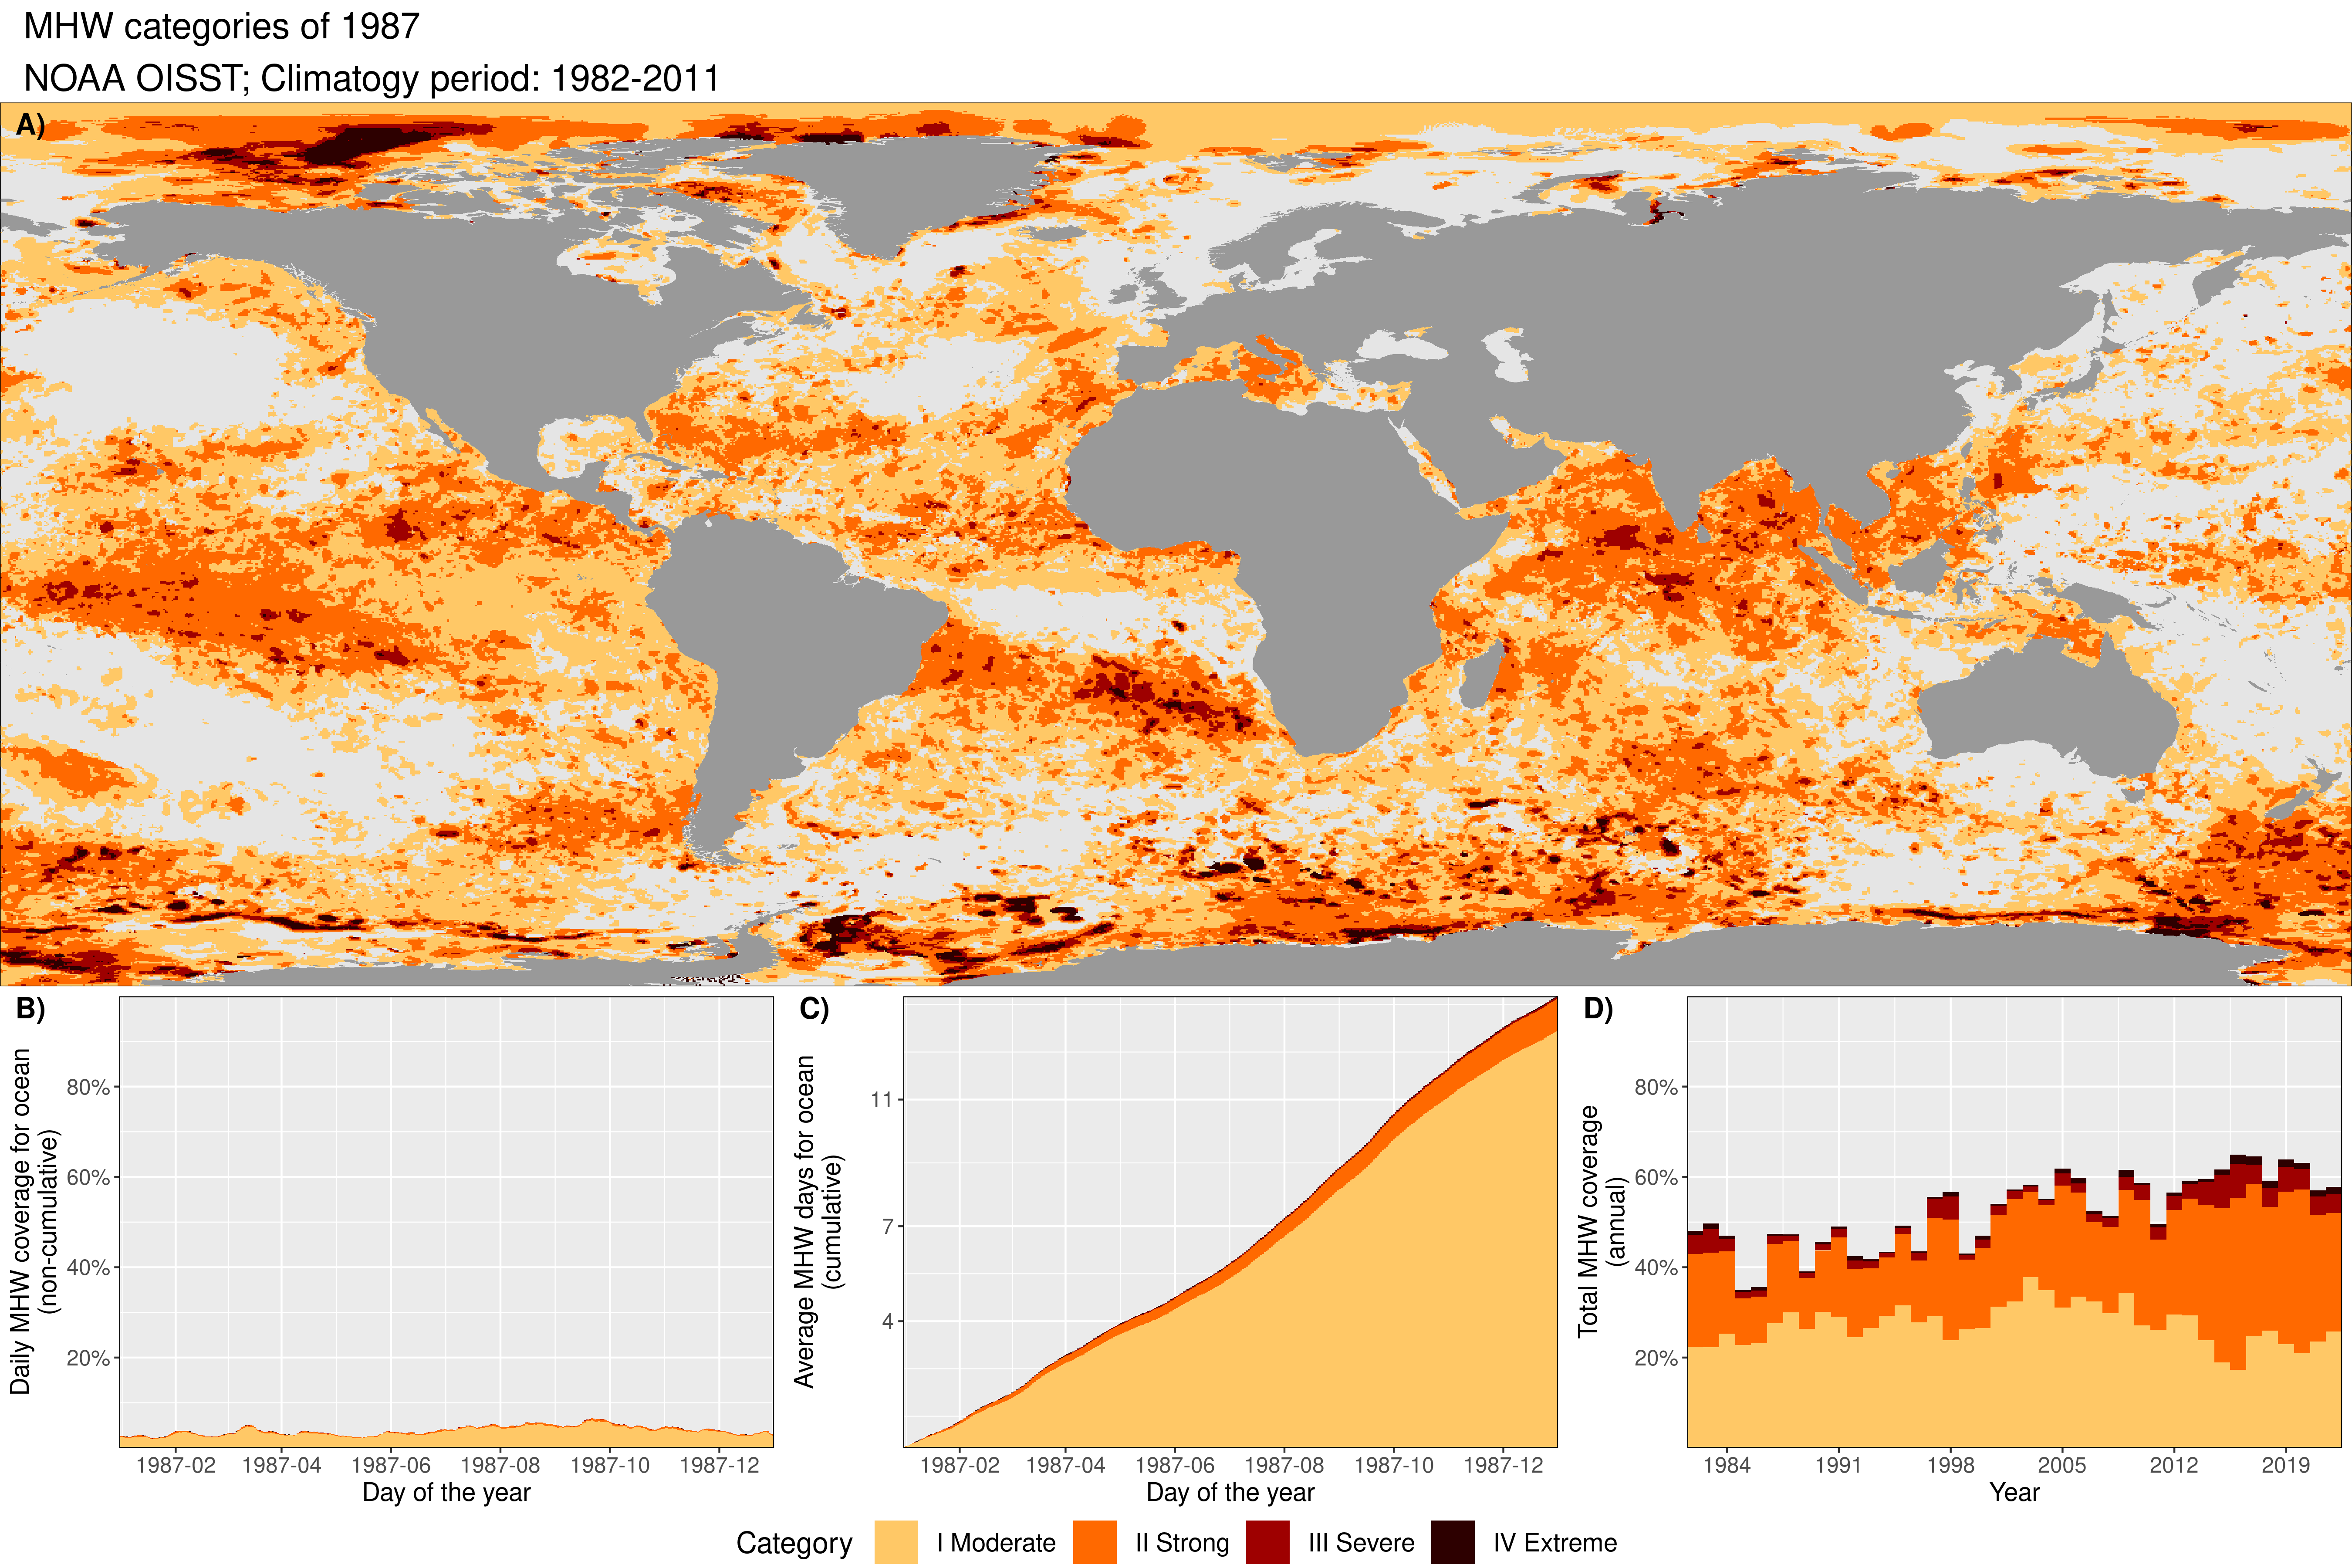 MHW categories of 1987
NOAA OISST; Climatogy period: 1982-2011
A)
B)
Daily MHW coverage for ocean
(non-cumulative)
80%
60%
40%
20%
1987-02 1987-04 1987-06 1987-08 1987-10 1987-12
Day of the year
C)
Average MHW days for ocean
(cumulative)
11
7
4
1987-02 1987-04 1987-06 1987-08 1987-10 1987-12
Day of the year
D)
Total MHW coverage
(annual)
80%
60%
40%
20%
1984 1991 1998 2005 2012 2019
Year
Category I Moderate II Strong III Severe IV Extreme